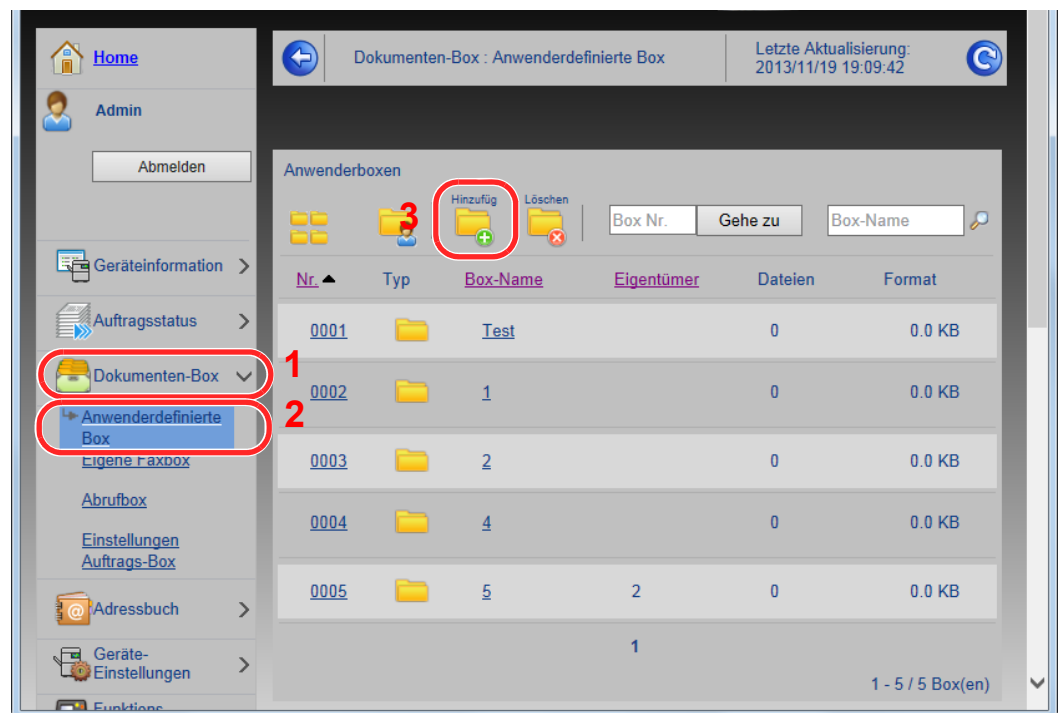 Home
Admin
Abmelden
Geräteinformation
Auftragsstatus
Dokumenten-Box
1
Anwenderdefinierte
Box
2
Eigene Faxbox
Abrufbox
Einstellungen
Auftrags-Box
Adressbuch
Geräte-
Einstellungen
Funktions
Dokumenten-Box : Anwenderdefinierte Box
Letzte Aktualisierung:
2013/11/19 19:09:42
Anwenderboxen
3
Hinzufüg
Löschen
Box Nr.
Gehe zu
Box-Name
Nr. Typ Box-Name Eigentümer Dateien Format
0001 Test 0 0.0 KB
0002 1 0 0.0 KB
0003 2 0 0.0 KB
0004 4 0 0.0 KB
0005 5 2 0 0.0 KB
1
1 - 5 / 5 Box(en)